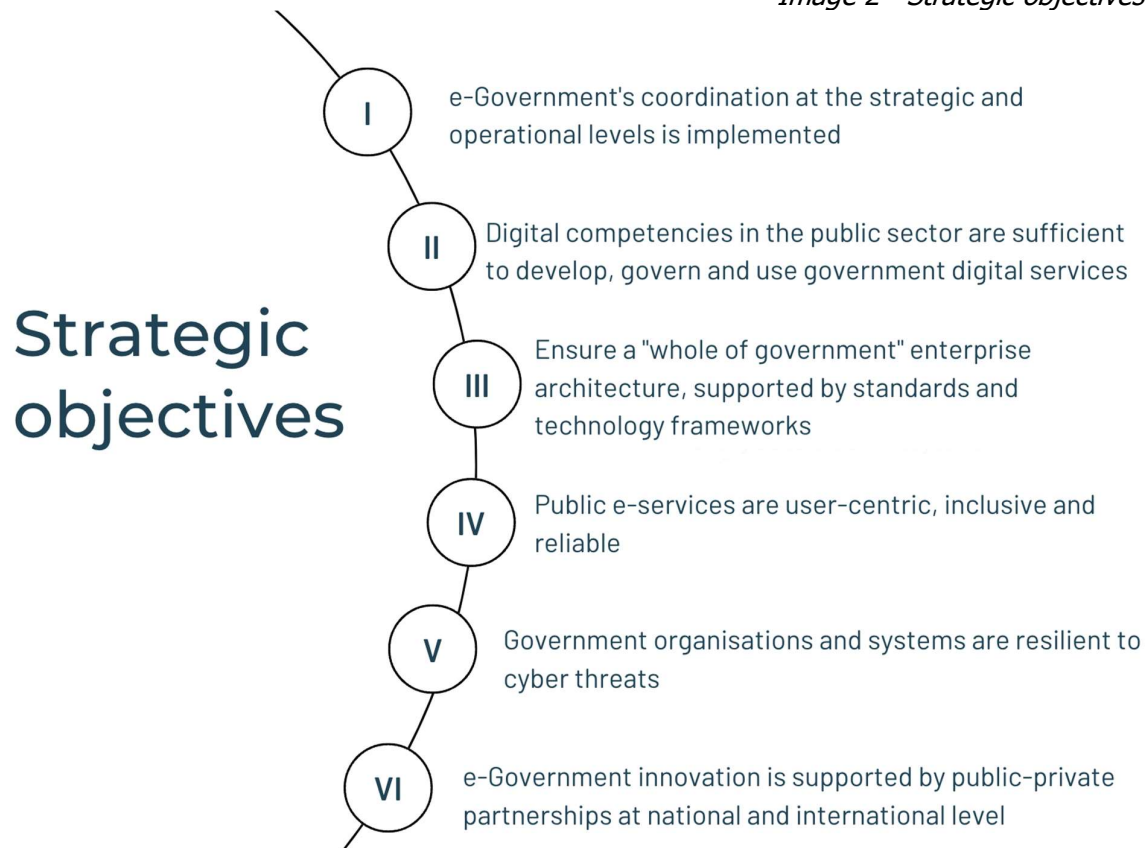 Image 2 - Strategic objectives
Strategic
objectives
I
e-Government's coordination at the strategic and
operational levels is implemented
II
Digital competencies in the public sector are sufficient
to develop, govern and use government digital services
III
Ensure a "whole of government" enterprise
architecture, supported by standards and
technology frameworks
IV
Public e-services are user-centric, inclusive and
reliable
V
Government organisations and systems are resilient to
cyber threats
VI
e-Government innovation is supported by public-private
partnerships at national and international level